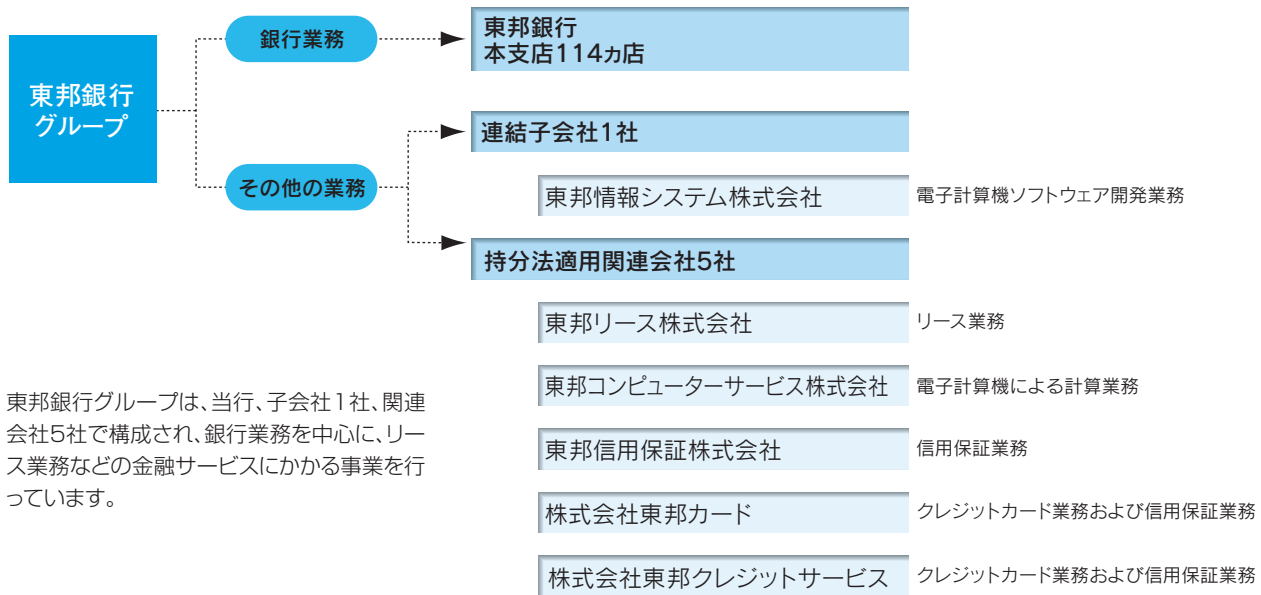 東邦銀行
グループ
銀行業務
東邦銀行
本支店114ヵ店
その他の業務
連結子会社1社
東邦情報システム株式会社
電子計算機ソフトウェア開発業務
持分法適用関連会社5社
東邦リース株式会社
リース業務
東邦コンピューターサービス株式会社
電子計算機による計算業務
東邦信用保証株式会社
信用保証業務
株式会社東邦カード
クレジットカード業務および信用保証業務
株式会社東邦クレジットサービス
クレジットカード業務および信用保証業務
東邦銀行グループは、当行、子会社1社、関連
会社5社で構成され、銀行業務を中心に、リー
ス業務などの金融サービスにかかる事業を行
っています。